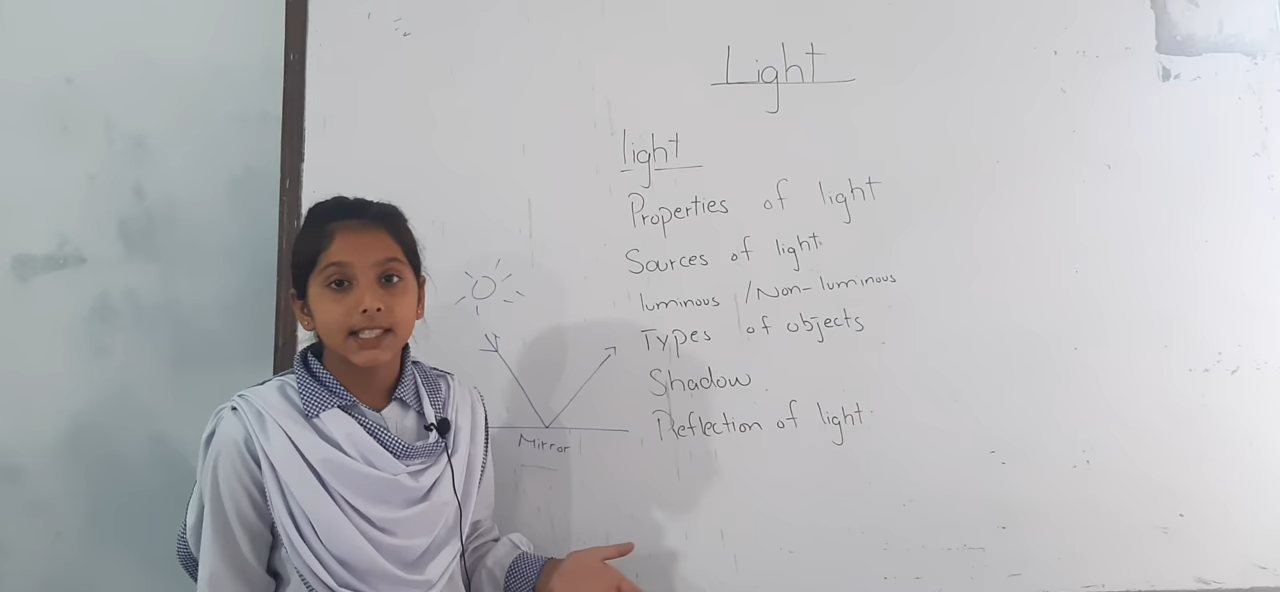 Light
light
Properties of light
Sources of light.
luminous / Non-luminous
Types of objects
Shadow.
Reflection of light.
Mirror